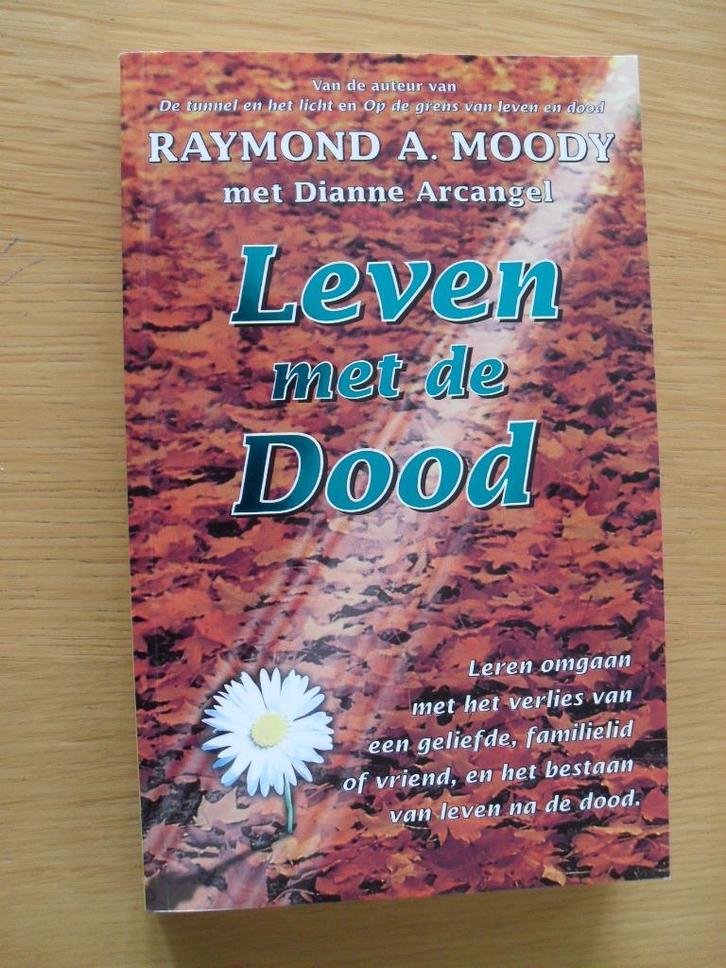 Van de auteur van
De tunnel en het licht en Op de grens van leven en dood
RAYMOND A. MOODY
met Dianne Arcangel
Leven
met de
Dood
Leren omgaan
met het verlies van
een geliefde, familielid
of vriend, en het bestaan
van leven na de dood.